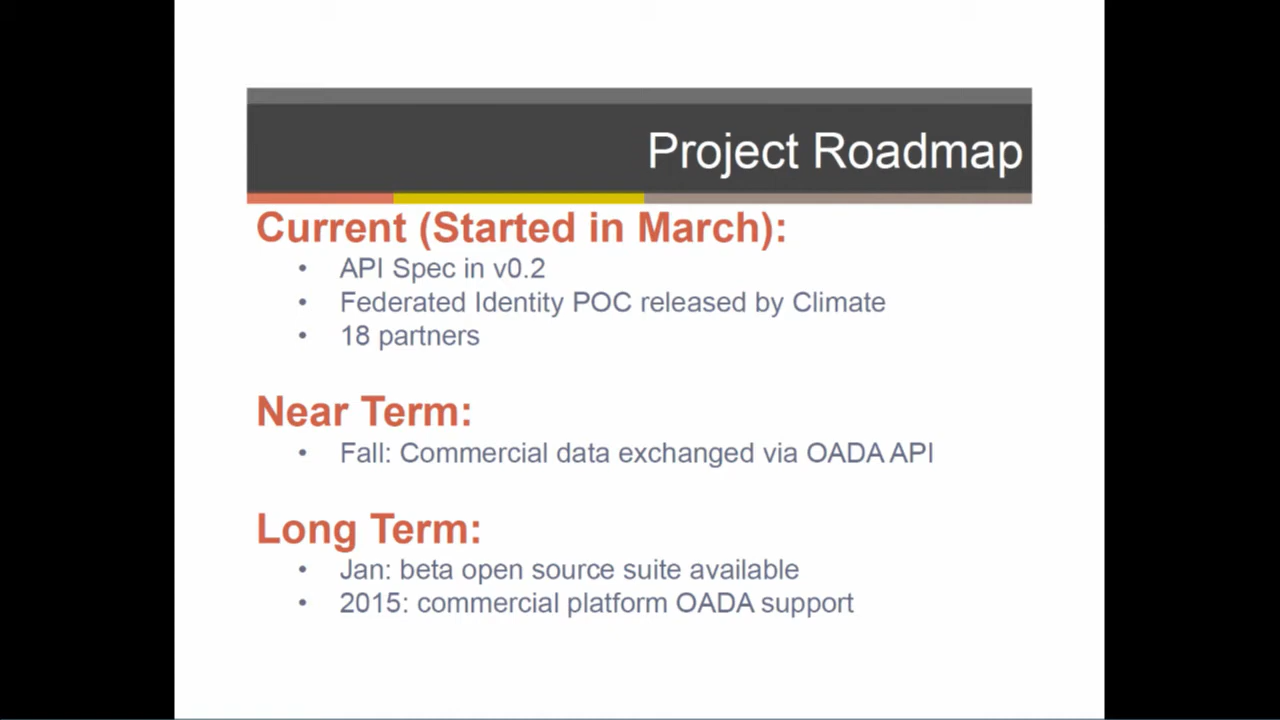 Project Roadmap
Current (Started in March):
• API Spec in v0.2
• Federated Identity POC released by Climate
• 18 partners
Near Term:
• Fall: Commercial data exchanged via OADA API
Long Term:
• Jan: beta open source suite available
• 2015: commercial platform OADA support